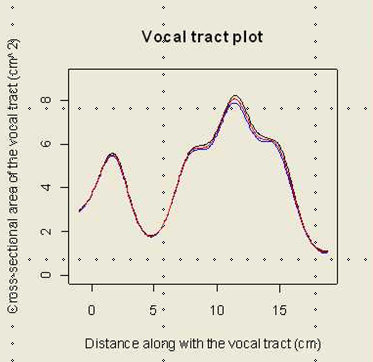 Vocal tract plot
Cross-sectional area of the vocal tract (cm^2)
8
6
4
2
0
0 5 10 15
Distance along with the vocal tract (cm)